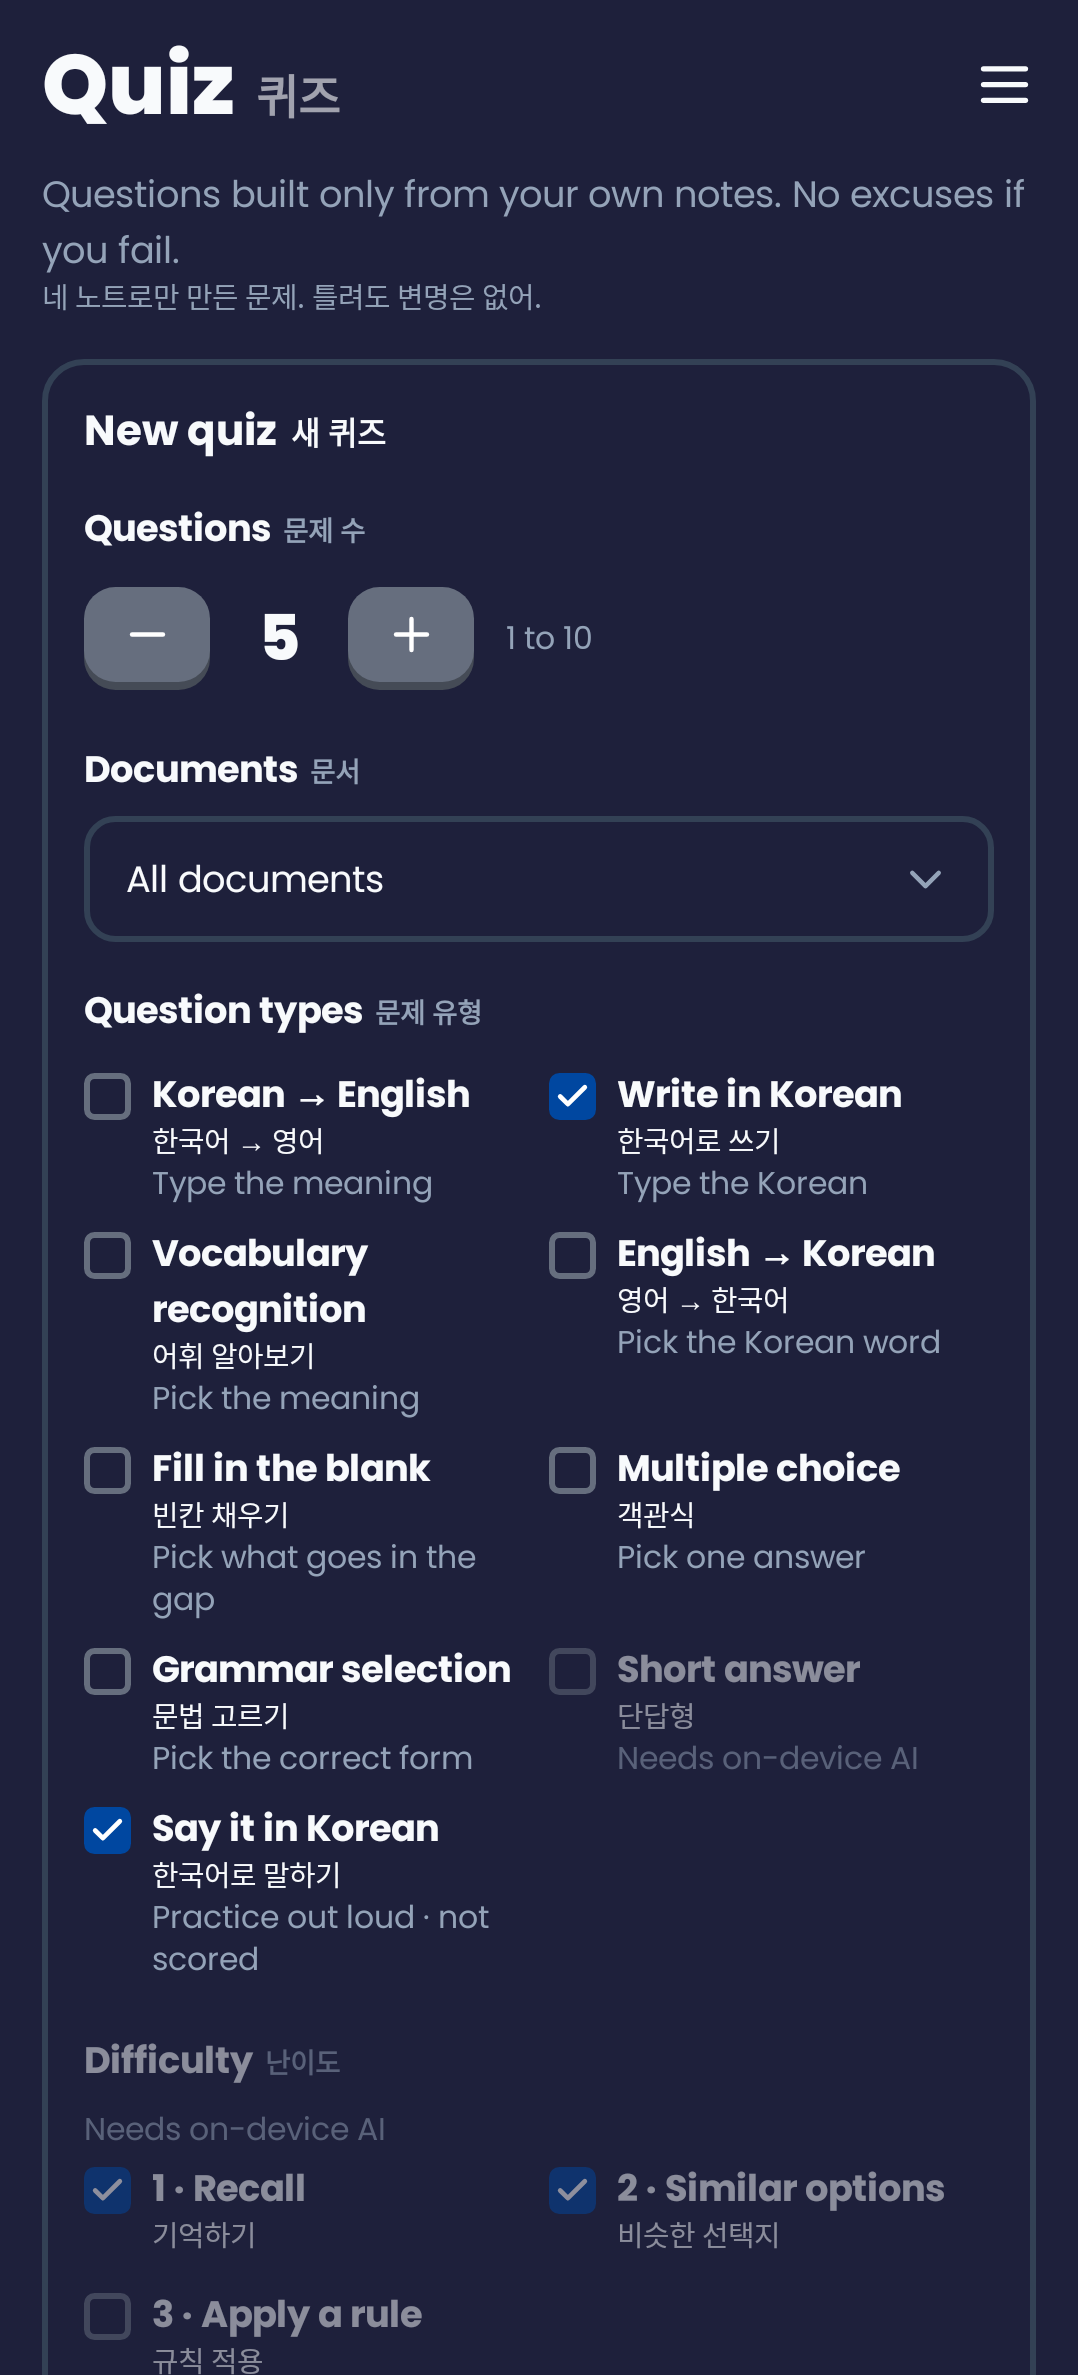 Quiz 퀴즈
Questions built only from your own notes. No excuses if
you fail.
네 노트로만 만든 문제. 틀려도 변명은 없어.
New quiz 새 퀴즈
Questions 문제 수
5 1 to 10
Documents 문서
All documents
Question types 문제 유형
Korean → English
한국어 → 영어
Type the meaning
Write in Korean
한국어로 쓰기
Type the Korean
Vocabulary
recognition
어휘 알아보기
Pick the meaning
English → Korean
영어 → 한국어
Pick the Korean word
Fill in the blank
빈칸 채우기
Pick what goes in the
gap
Multiple choice
객관식
Pick one answer
Grammar selection
문법 고르기
Pick the correct form
Short answer
단답형
Needs on-device AI
Say it in Korean
한국어로 말하기
Practice out loud · not
scored
Difficulty 난이도
Needs on-device AI
1 · Recall
기억하기
2 · Similar options
비슷한 선택지
3 · Apply a rule
규칙 적용